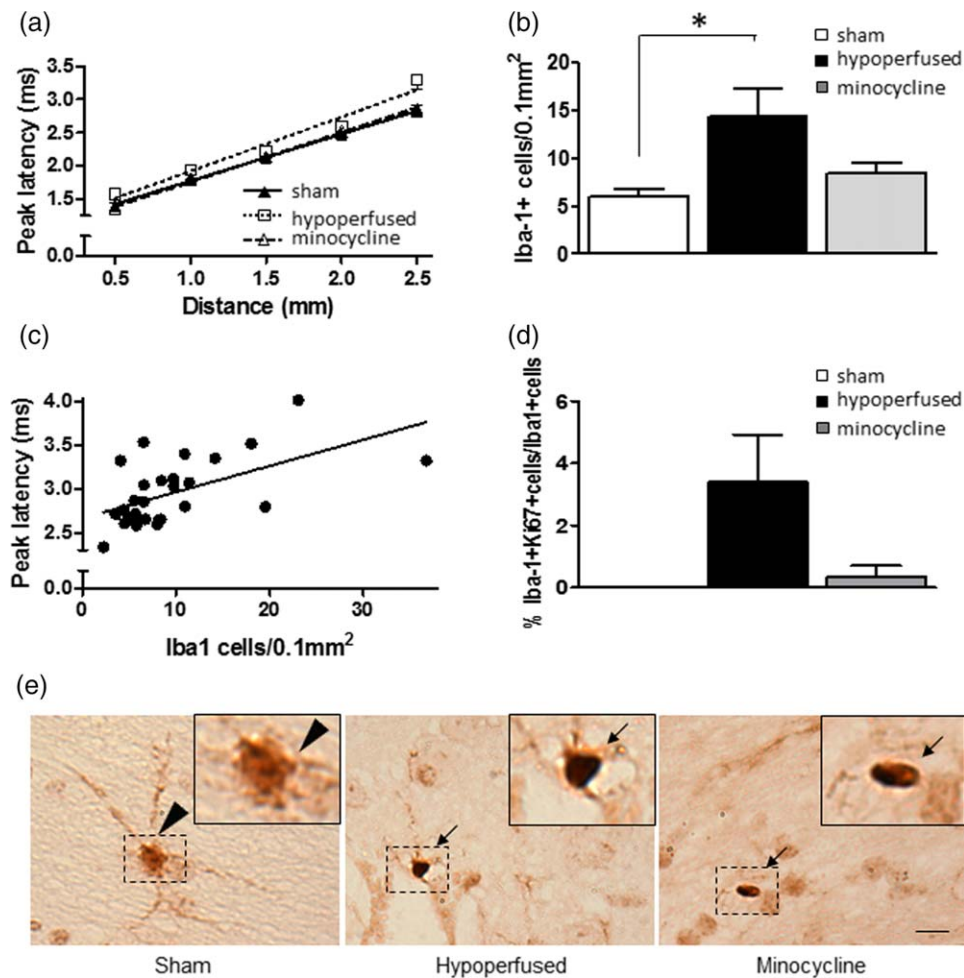 (a)
Peak latency (ms)
3.5
3.0
2.5
2.0
1.5
0.0
0.5 1.0 1.5 2.0 2.5
Distance (mm)
sham
hypoperfused
minocycline
(b)
Iba-1+ cells/0.1mm²
20
15
10
5
0
*
sham
hypoperfused
minocycline
(c)
Peak latency (ms)
4.0
3.5
3.0
2.5
0.0
0 10 20 30
Iba1 cells/0.1mm²
(d)
% Iba-1+Ki67+cells/Iba1+cells
6
4
2
0
sham
hypoperfused
minocycline
(e)
Sham Hypoperfused Minocycline